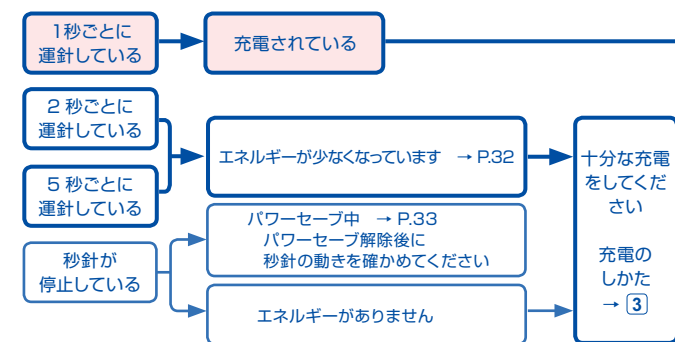 1秒ごとに
運針している
充電されている
2 秒ごとに
運針している
5 秒ごとに
運針している
エネルギーが少なくなっています → P.32
秒針が
停止している
パワーセーブ中 → P.33
パワーセーブ解除後に
秒針の動きを確かめてください
エネルギーがありません
十分な充電
をしてくだ
さい
充電の
しかた
→ 3